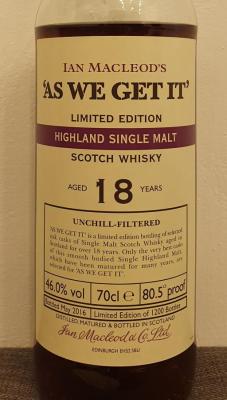 IAN MACLEOD'S
'AS WE GET IT'
LIMITED EDITION
HIGHLAND SINGLE MALT
SCOTCH WHISKY
AGED 18 YEARS
UNCHILL-FILTERED
'AS WE GET IT' is a limited edition bottling of selected
oak casks of Single Malt Scotch Whisky aged in
Scotland for over 18 years. Only the very best casks
of this smooth bodied Single Highland Malt,
which have been matured for many years, are
selected for 'AS WE GET IT.'
46.0% vol 70cl e 80.5° proof
Bottled May 2016 Limited Edition of 1200 Bottles
DISTILLED, MATURED & BOTTLED IN SCOTLAND
Ian Macleod & Co. Ltd.
EDINBURGH EH52 5BU